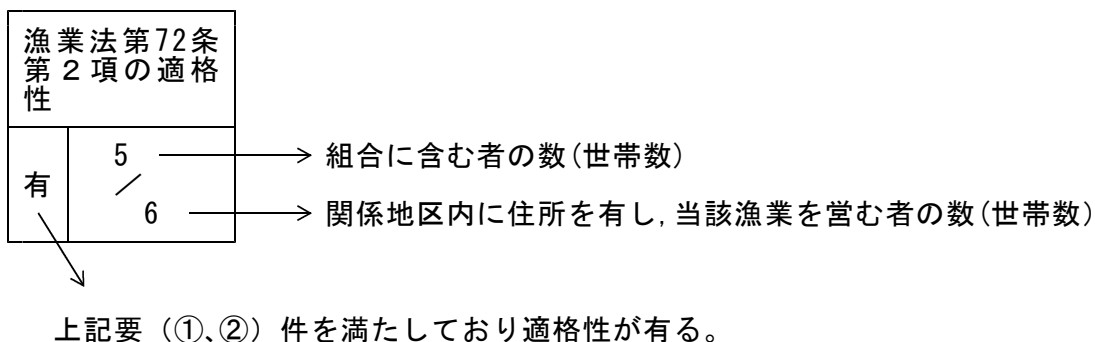 漁業法第72条
第２項の適格
性
有
5
／
6
組合に含む者の数(世帯数)
関係地区内に住所を有し,当該漁業を営む者の数(世帯数)
上記要（①、②）件を満たしており適格性が有る。